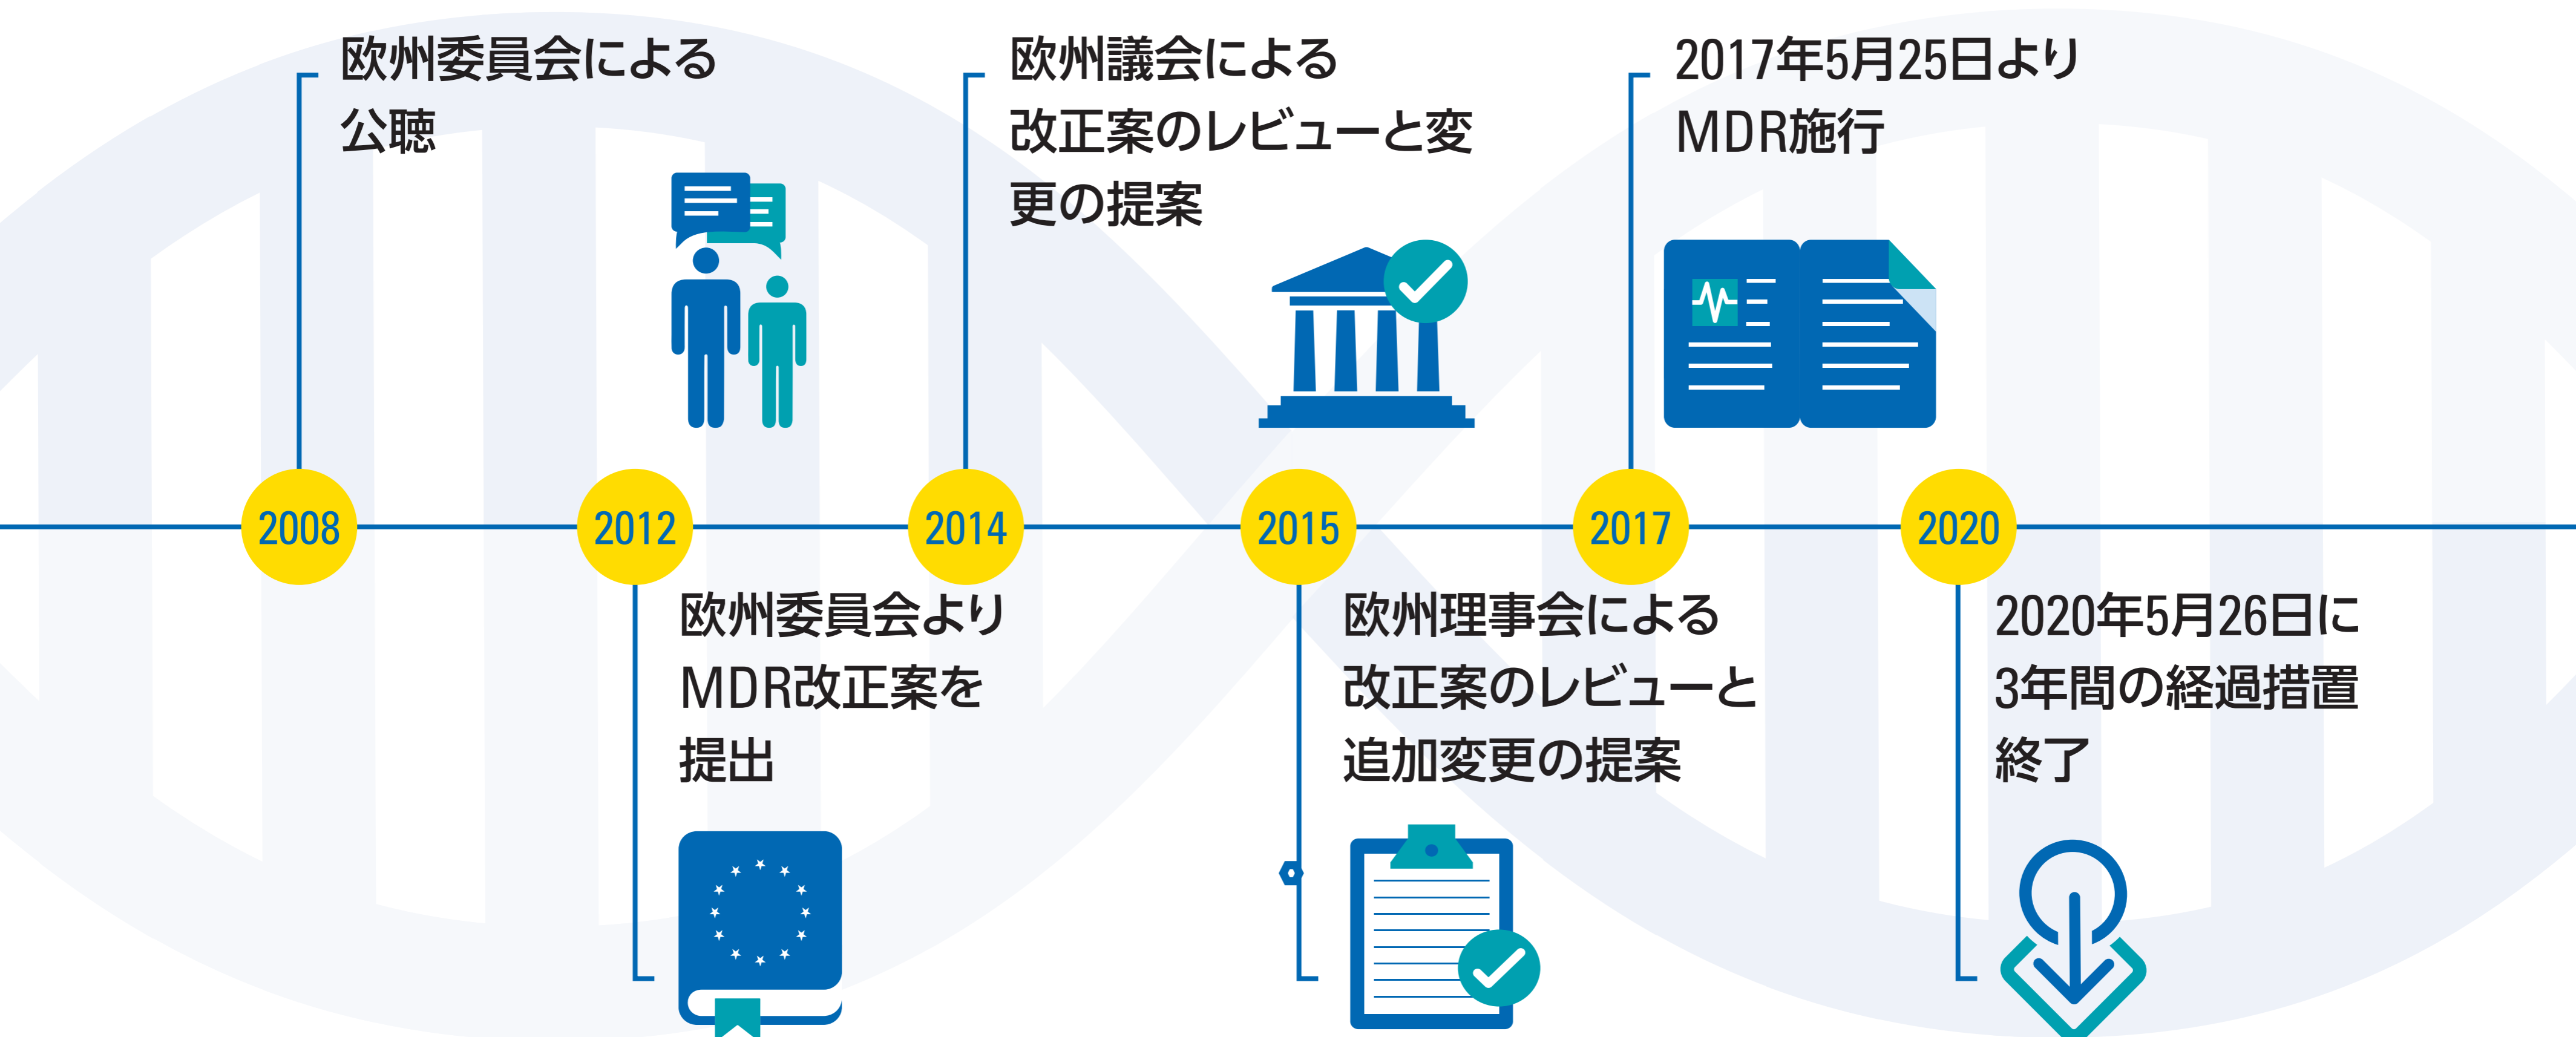 欧州委員会による
公聴
欧州議会による
改正案のレビューと変
更の提案
2017年5月25日より
MDR施行
2008
2012
2014
2015
2017
2020
欧州委員会より
MDR改正案を
提出
欧州理事会による
改正案のレビューと
追加変更の提案
2020年5月26日に
3年間の経過措置
終了